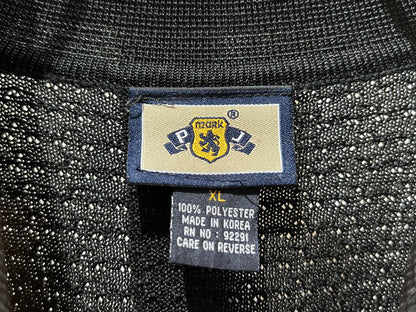 MARK
®
P J
XL
100% POLYESTER
MADE IN KOREA
RN NO : 92291
CARE ON REVERSE